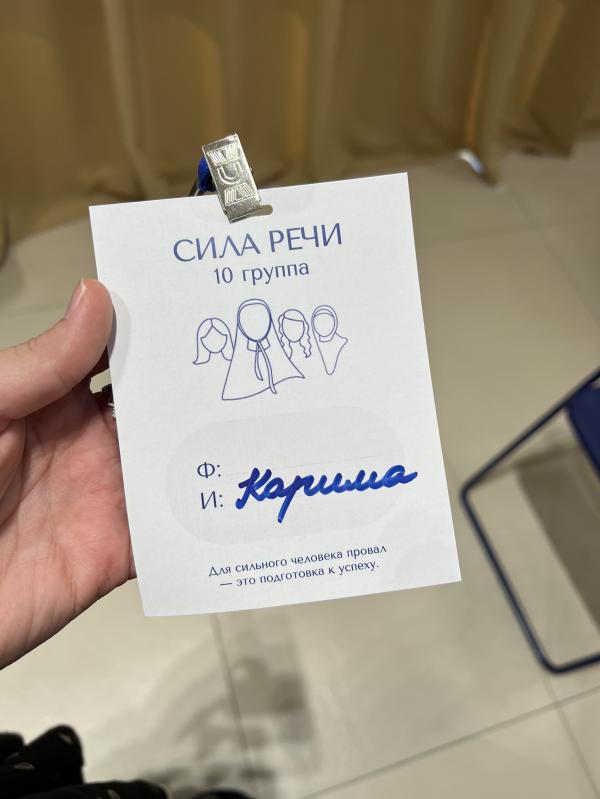 СИЛА РЕЧИ
10 группа
Ф:
И: Карима
Для сильного человека провал
— это подготовка к успеху.